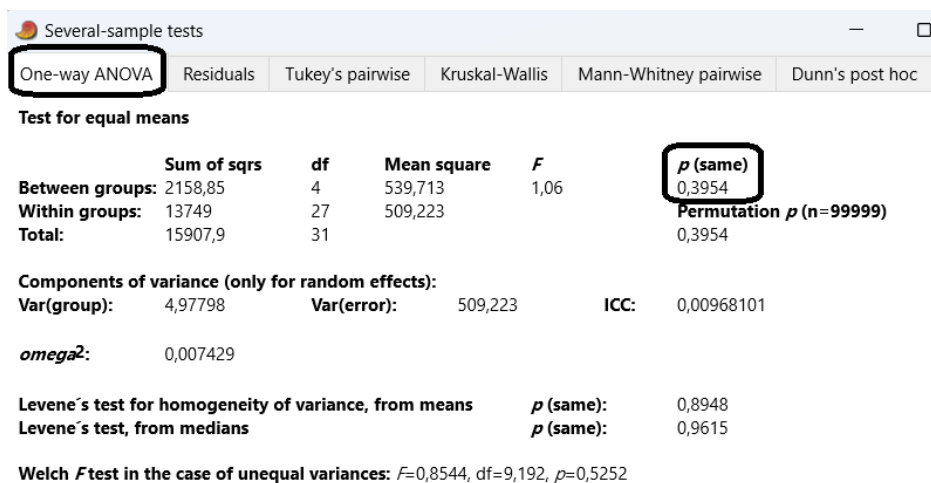 Several-sample tests
One-way ANOVA Residuals Tukey's pairwise Kruskal-Wallis Mann-Whitney pairwise Dunn's post hoc
Test for equal means
Sum of sqrs df Mean square F p (same)
Between groups: 2158,85 4 539,713 1,06 0,3954
Within groups: 13749 27 509,223 Permutation p (n=99999)
Total: 15907,9 31 0,3954
Components of variance (only for random effects):
Var(group): 4,97798 Var(error): 509,223 ICC: 0,00968101
omega2: 0,007429
Levene´s test for homogeneity of variance, from means p (same): 0,8948
Levene´s test, from medians p (same): 0,9615
Welch F test in the case of unequal variances: F=0,8544, df=9,192, p=0,5252